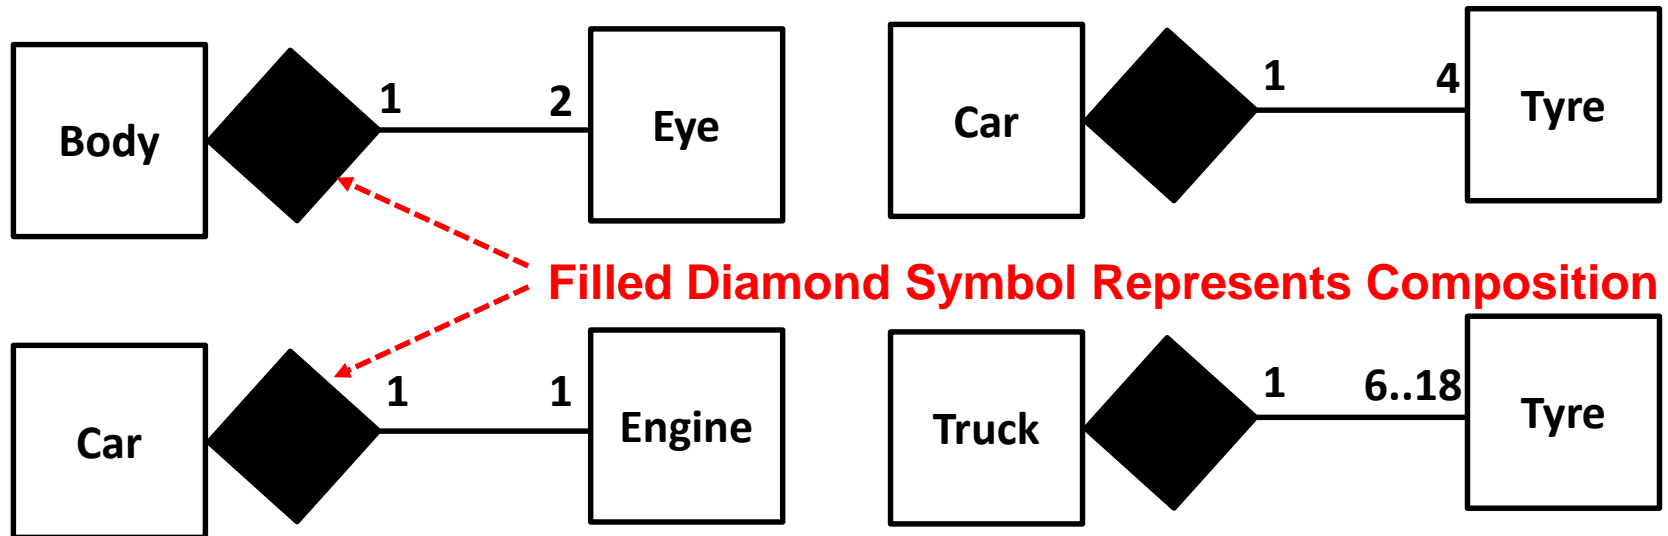 Body 1 2 Eye
Car 1 4 Tyre
Filled Diamond Symbol Represents Composition
Car 1 1 Engine
Truck 1 6..18 Tyre